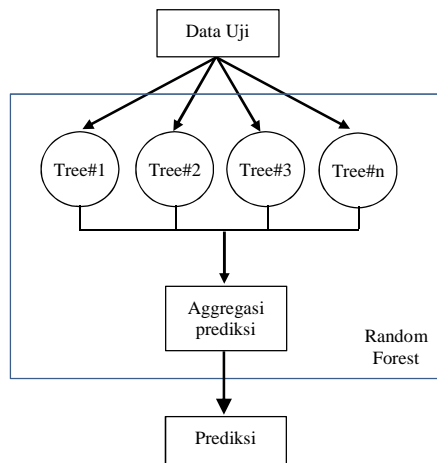 Data Uji
Tree#1
Tree#2
Tree#3
Tree#n
Aggregasi
prediksi
Random
Forest
Prediksi